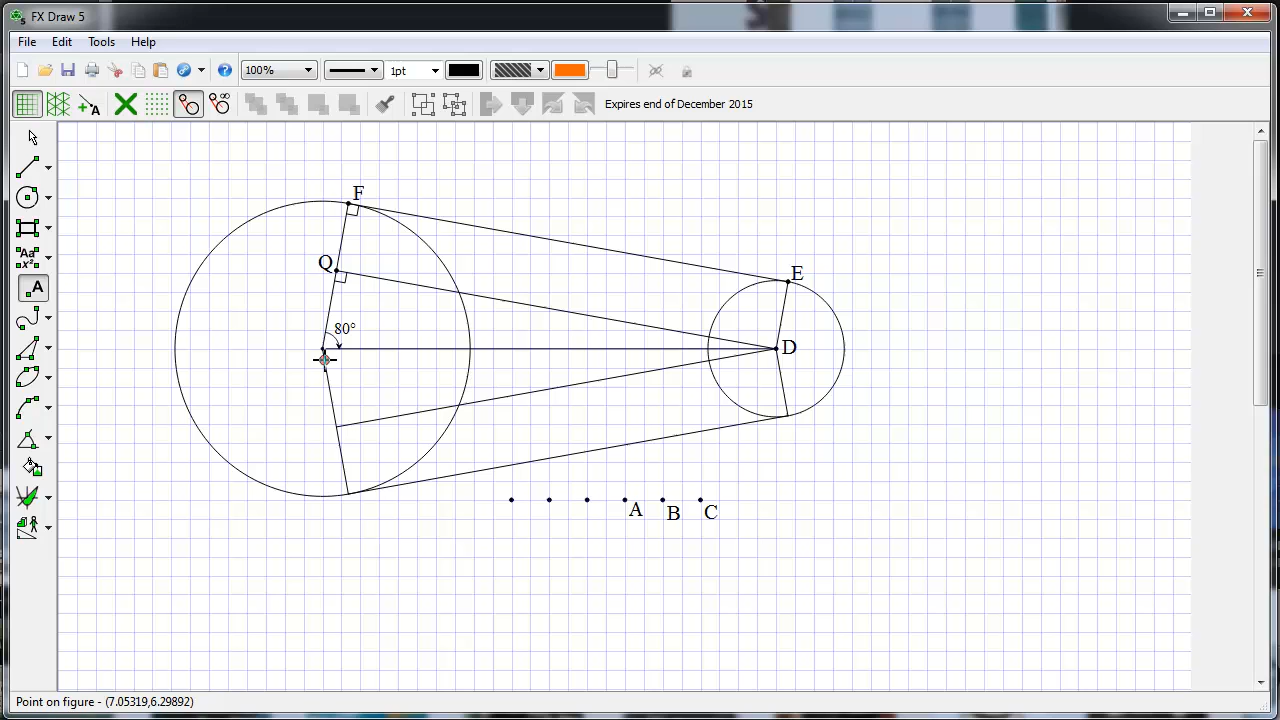 FX Draw 5
File Edit Tools Help
100% 1pt
Expires end of December 2015
F
Q
E
80°
D
A B C
Point on figure - (7.05319,6.29892)